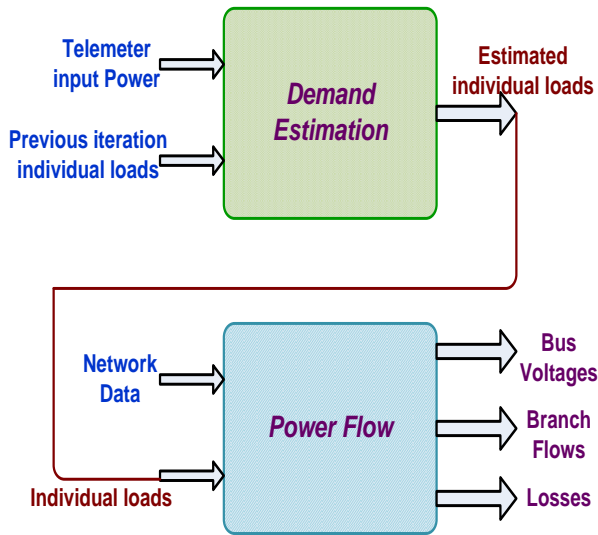 Telemeter
input Power
Previous iteration
individual loads
Demand
Estimation
Estimated
individual loads
Network
Data
Individual loads
Power Flow
Bus
Voltages
Branch
Flows
Losses